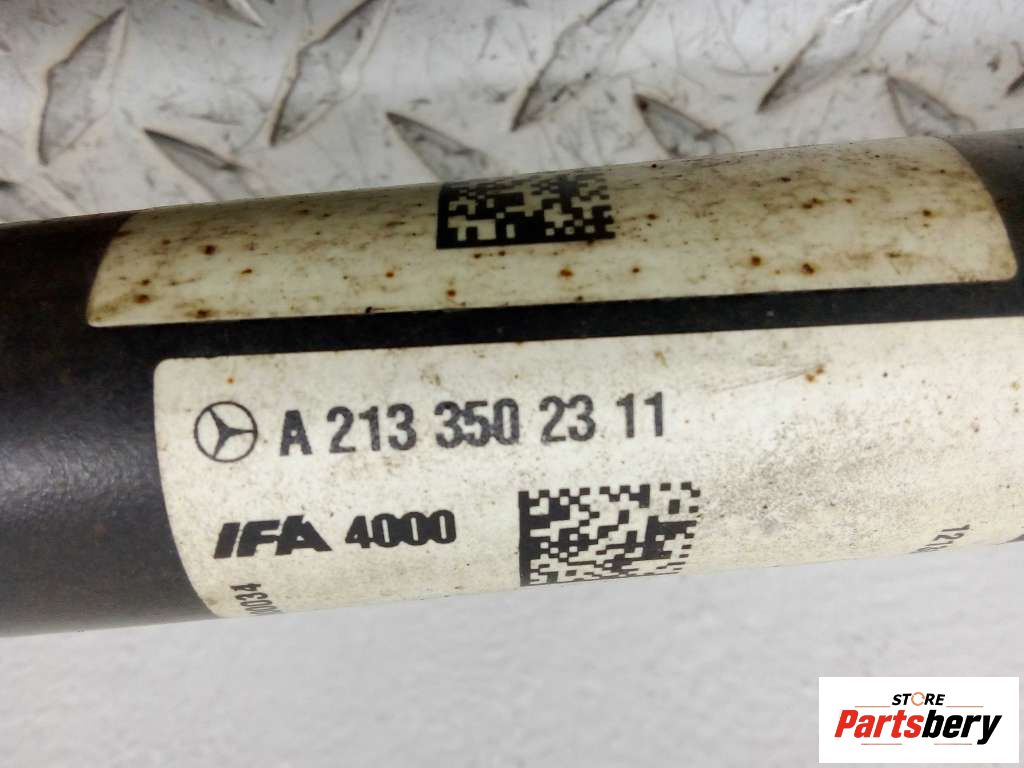 A 213 350 23 11
IFA 4000
STORE
Partsbery